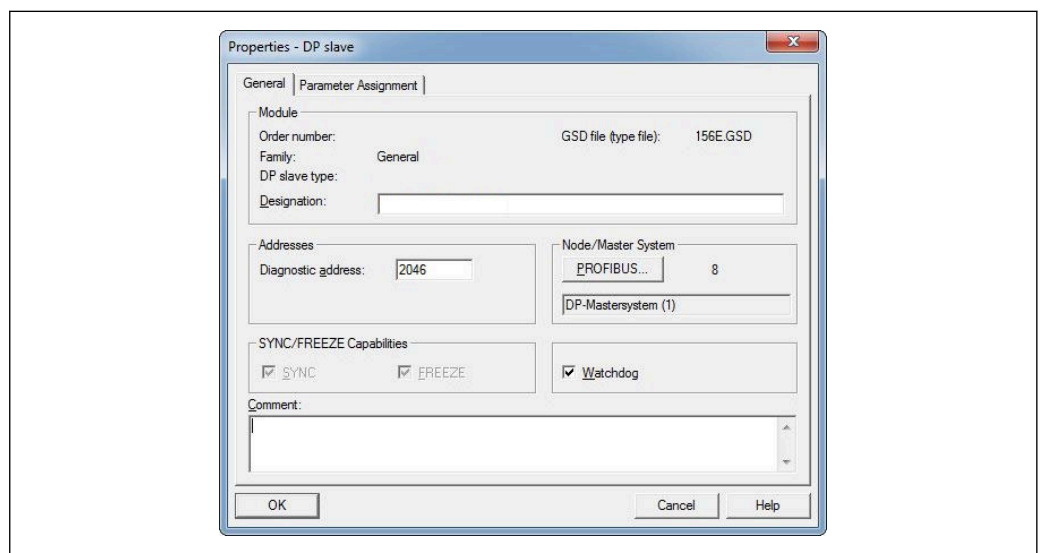 Properties - DP slave
General
Parameter Assignment
Module
Order number:
GSD file (type file): 156E.GSD
Family: General
DP slave type:
Designation:
Addresses
Diagnostic address: 2046
Node/Master System
PROFIBUS... 8
DP-Mastersystem (1)
SYNC/FREEZE Capabilities
SYNC FREEZE
Watchdog
Comment:
OK Cancel Help